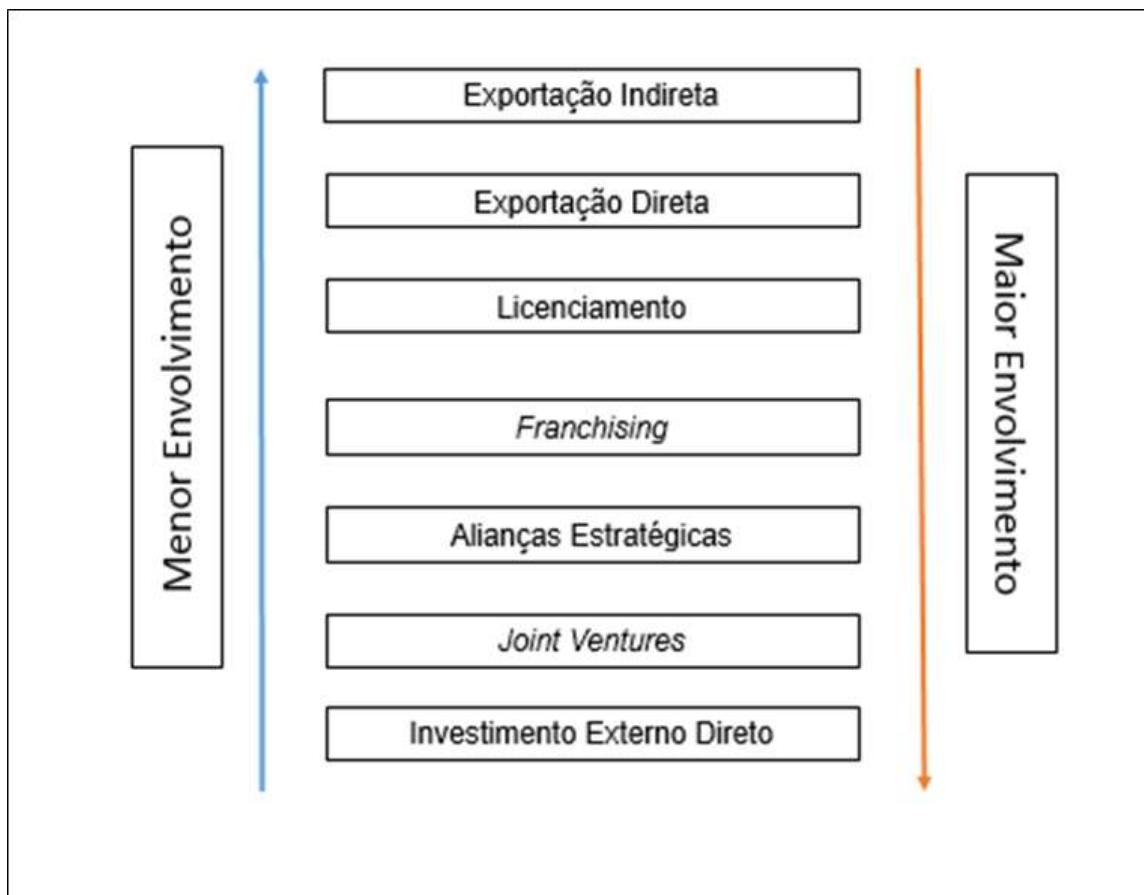 Exportação Indireta
Exportação Direta
Licenciamento
Franchising
Alianças Estratégicas
Joint Ventures
Investimento Externo Direto
Menor Envolvimento
Maior Envolvimento